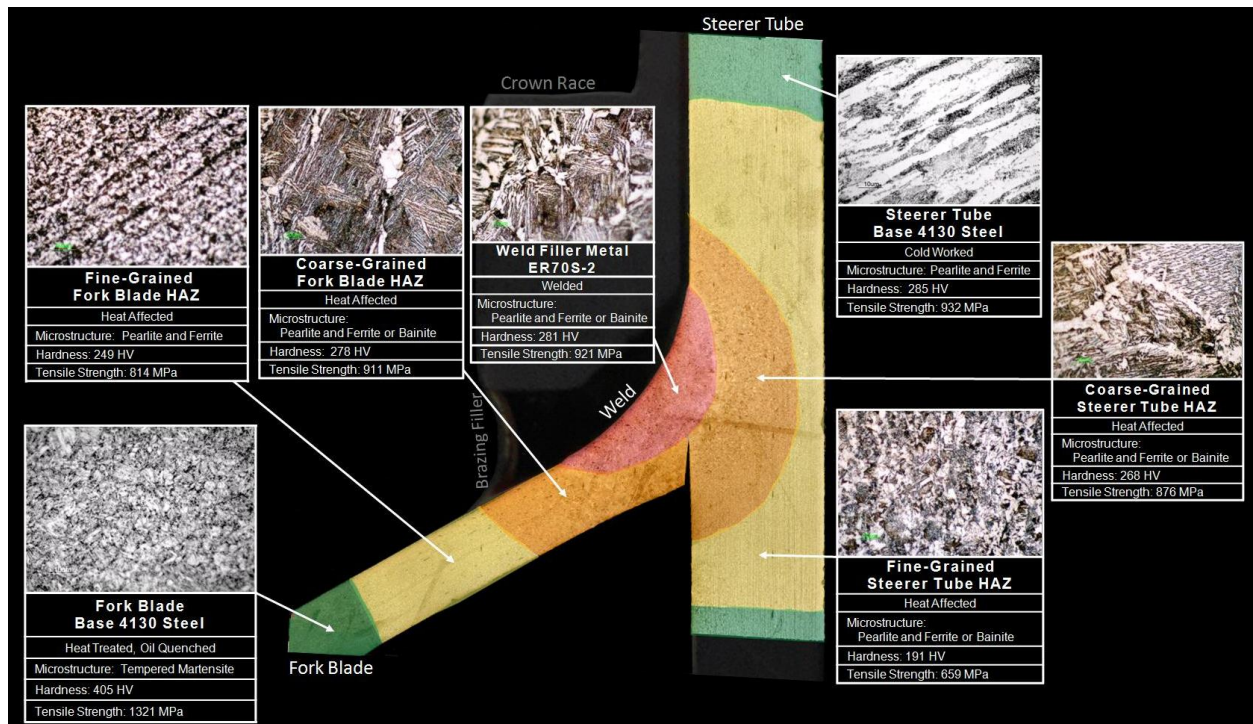 Steerer Tube
Crown Race
Fine-Grained
Fork Blade HAZ
Heat Affected
Microstructure: Pearlite and Ferrite
Hardness: 249 HV
Tensile Strength: 814 MPa
Coarse-Grained
Fork Blade HAZ
Heat Affected
Microstructure:
Pearlite and Ferrite or Bainite
Hardness: 278 HV
Tensile Strength: 911 MPa
Weld Filler Metal
ER70S-2
Welded
Microstructure:
Pearlite and Ferrite or Bainite
Hardness: 281 HV
Tensile Strength: 921 MPa
10um
Steerer Tube
Base 4130 Steel
Cold Worked
Microstructure: Pearlite and Ferrite
Hardness: 285 HV
Tensile Strength: 932 MPa
Coarse-Grained
Steerer Tube HAZ
Heat Affected
Microstructure:
Pearlite and Ferrite or Bainite
Hardness: 268 HV
Tensile Strength: 876 MPa
Weld
Brazing Filler
Fork Blade
Base 4130 Steel
Heat Treated, Oil Quenched
Microstructure: Tempered Martensite
Hardness: 405 HV
Tensile Strength: 1321 MPa
Fine-Grained
Steerer Tube HAZ
Heat Affected
Microstructure:
Pearlite and Ferrite or Bainite
Hardness: 191 HV
Tensile Strength: 659 MPa
Fork Blade